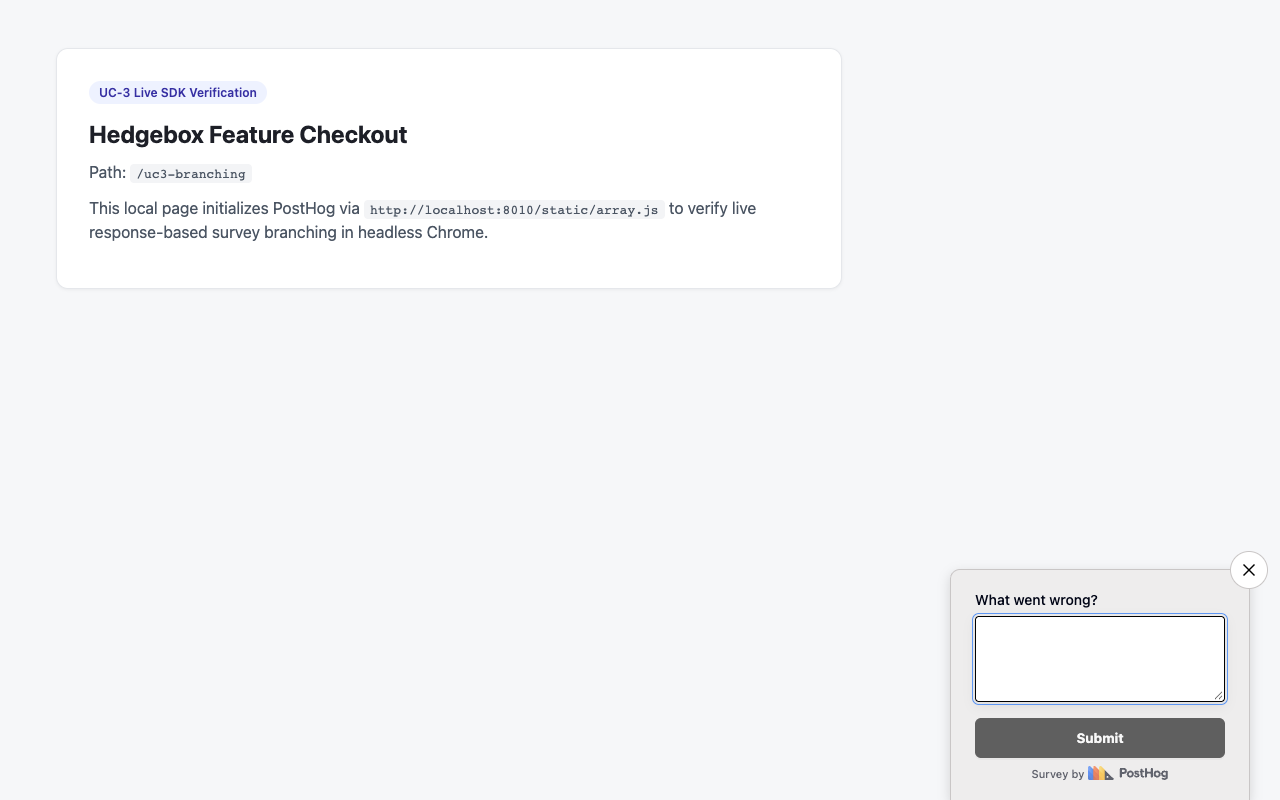 UC-3 Live SDK Verification
Hedgebox Feature Checkout
Path: /uc3-branching
This local page initializes PostHog via http://localhost:8010/static/array.js to verify live
response-based survey branching in headless Chrome.
What went wrong?
Submit
Survey by PostHog